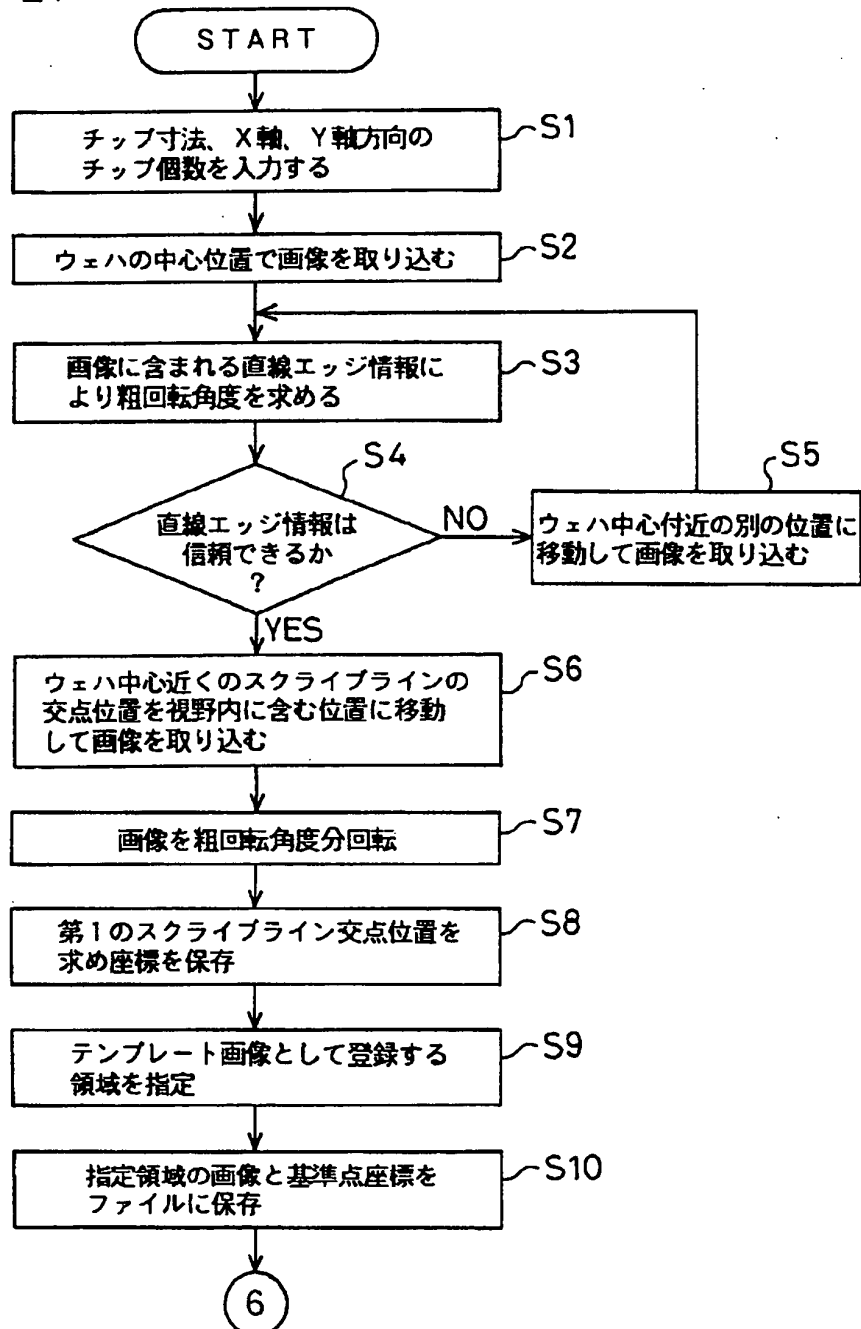 START
チップ寸法、X軸、Y軸方向の
チップ個数を入力する
S1
ウェハの中心位置で画像を取り込む
S2
画像に含まれる直線エッジ情報に
より粗回転角度を求める
S3
S4
直線エッジ情報は
信頼できるか
?
NO
YES
S5
ウェハ中心付近の別の位置に
移動して画像を取り込む
ウェハ中心近くのスクライブラインの
交点位置を視野内に含む位置に移動
して画像を取り込む
S6
画像を粗回転角度分回転
S7
第1のスクライブライン交点位置を
求め座標を保存
S8
テンプレート画像として登録する
領域を指定
S9
指定領域の画像と基準点座標を
ファイルに保存
S10
6